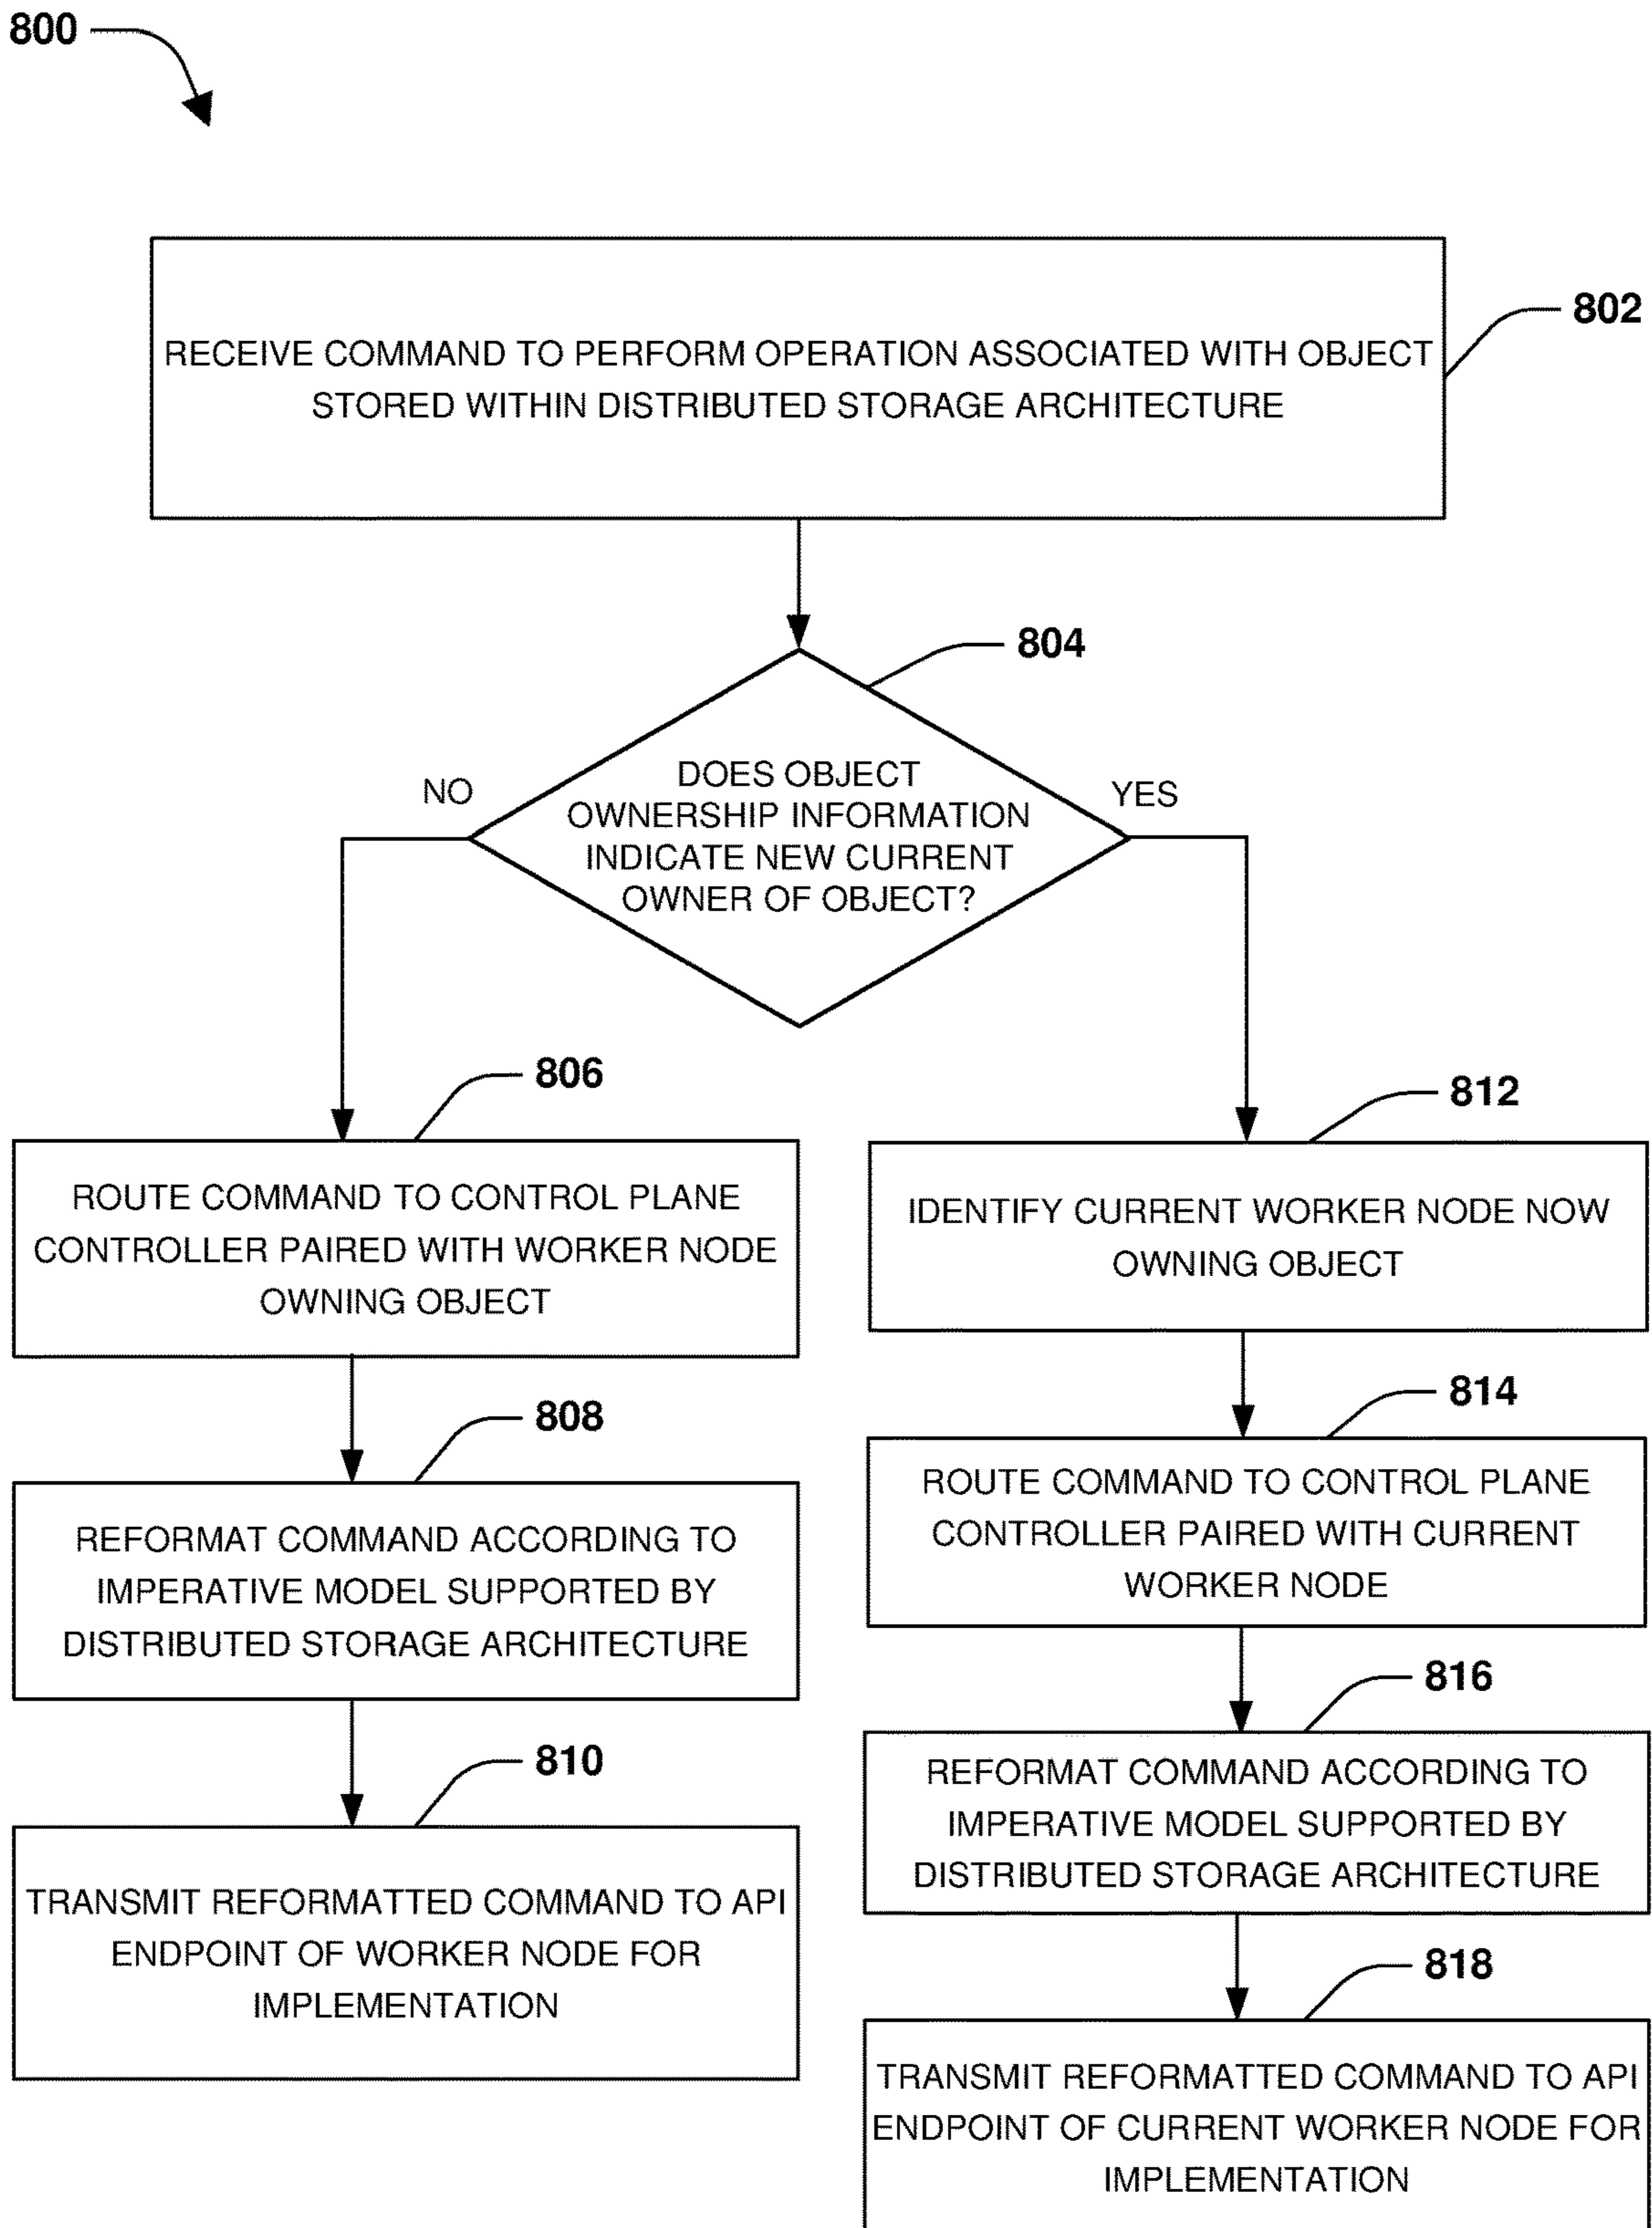 800
802
RECEIVE COMMAND TO PERFORM OPERATION ASSOCIATED WITH OBJECT
STORED WITHIN DISTRIBUTED STORAGE ARCHITECTURE
804
DOES OBJECT
OWNERSHIP INFORMATION
INDICATE NEW CURRENT
OWNER OF OBJECT?
NO
YES
806
ROUTE COMMAND TO CONTROL PLANE
CONTROLLER PAIRED WITH WORKER NODE
OWNING OBJECT
808
REFORMAT COMMAND ACCORDING TO
IMPERATIVE MODEL SUPPORTED BY
DISTRIBUTED STORAGE ARCHITECTURE
810
TRANSMIT REFORMATTED COMMAND TO API
ENDPOINT OF WORKER NODE FOR
IMPLEMENTATION
812
IDENTIFY CURRENT WORKER NODE NOW
OWNING OBJECT
814
ROUTE COMMAND TO CONTROL PLANE
CONTROLLER PAIRED WITH CURRENT
WORKER NODE
816
REFORMAT COMMAND ACCORDING TO
IMPERATIVE MODEL SUPPORTED BY
DISTRIBUTED STORAGE ARCHITECTURE
818
TRANSMIT REFORMATTED COMMAND TO API
ENDPOINT OF CURRENT WORKER NODE FOR
IMPLEMENTATION